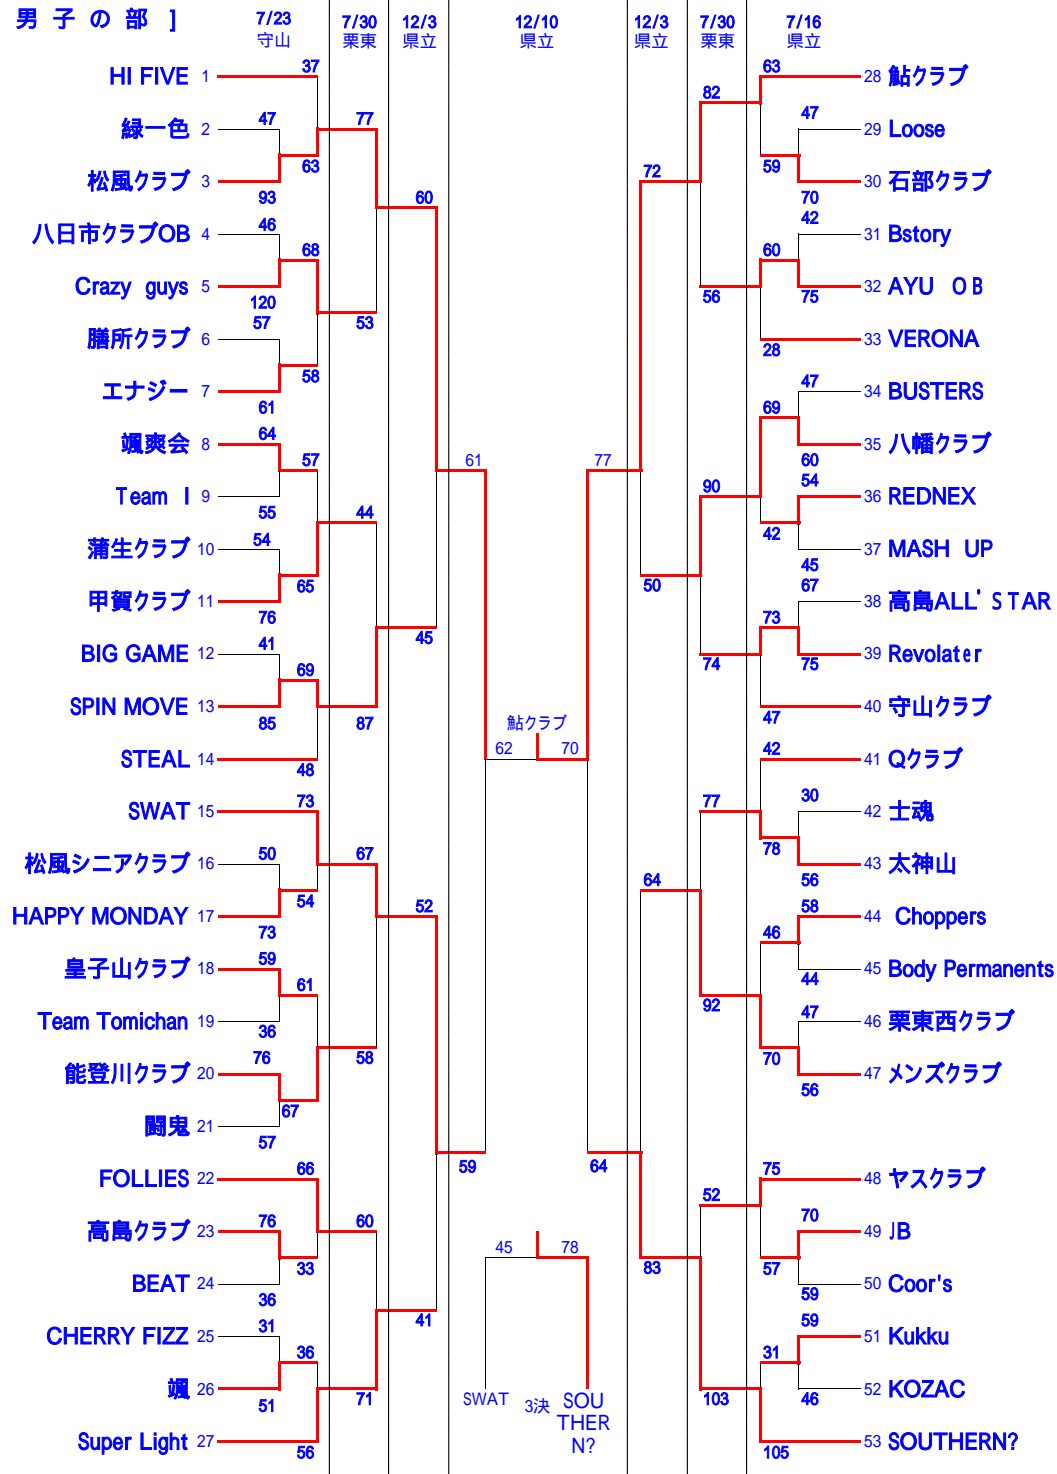 男 子 の 部 ]
7/23 7/30 12/3 12/10 12/3 7/30 7/16
守山 栗東 県立 県立 県立 栗東 県立
HI FIVE 1 37 63 28 鮎クラブ
82
緑一色 2 47 77 47 29 Loose
松風クラブ 3 63 72 59 30 石部クラブ
93 60 70
八日市クラブOB 4 46 42 31 Bstory
68 60
Crazy guys 5 56 75 32 AYU OB
120
膳所クラブ 6 57 53 28 33 VERONA
エナジー 7 58 47 34 BUSTERS
61 69
颯爽会 8 64 60 35 八幡クラブ
57 61 77
Team I 9 90 54 36 REDNEX
55 44 42
蒲生クラブ 10 54 45 37 MASH UP
甲賀クラブ 11 65 50 67 38 高島ALL'STAR
76 73
BIG GAME 12 41 45 74 75 39 Revolater
69
SPIN MOVE 13 85 87 47 40 守山クラブ
鮎クラブ
STEAL 14 48 62 70 42 41 Qクラブ
SWAT 15 73 77 30 42 士魂
67 78
松風シニアクラブ 16 50 56 43 太神山
54 64
HAPPY MONDAY 17 52 58 44 Choppers
73 46
皇子山クラブ 18 59 44 45 Body Permanents
61 92
Team Tomichan 19 36 47 46 栗東西クラブ
58 70
能登川クラブ 20 76 56 47 メンズクラブ
67
闘鬼 21 57
FOLLIES 22 66 59 64 75 48 ヤスクラブ
52
高島クラブ 23 76 60 70 49 JB
33 45 78 83 57
BEAT 24 36 59 50 Coor's
CHERRY FIZZ 25 31 41 59 51 Kukku
36 31
颯 26 51 71 SWAT 3決 SOU 103 46 52 KOZAC
THER
Super Light 27 56 N? 105 53 SOUTHERN?